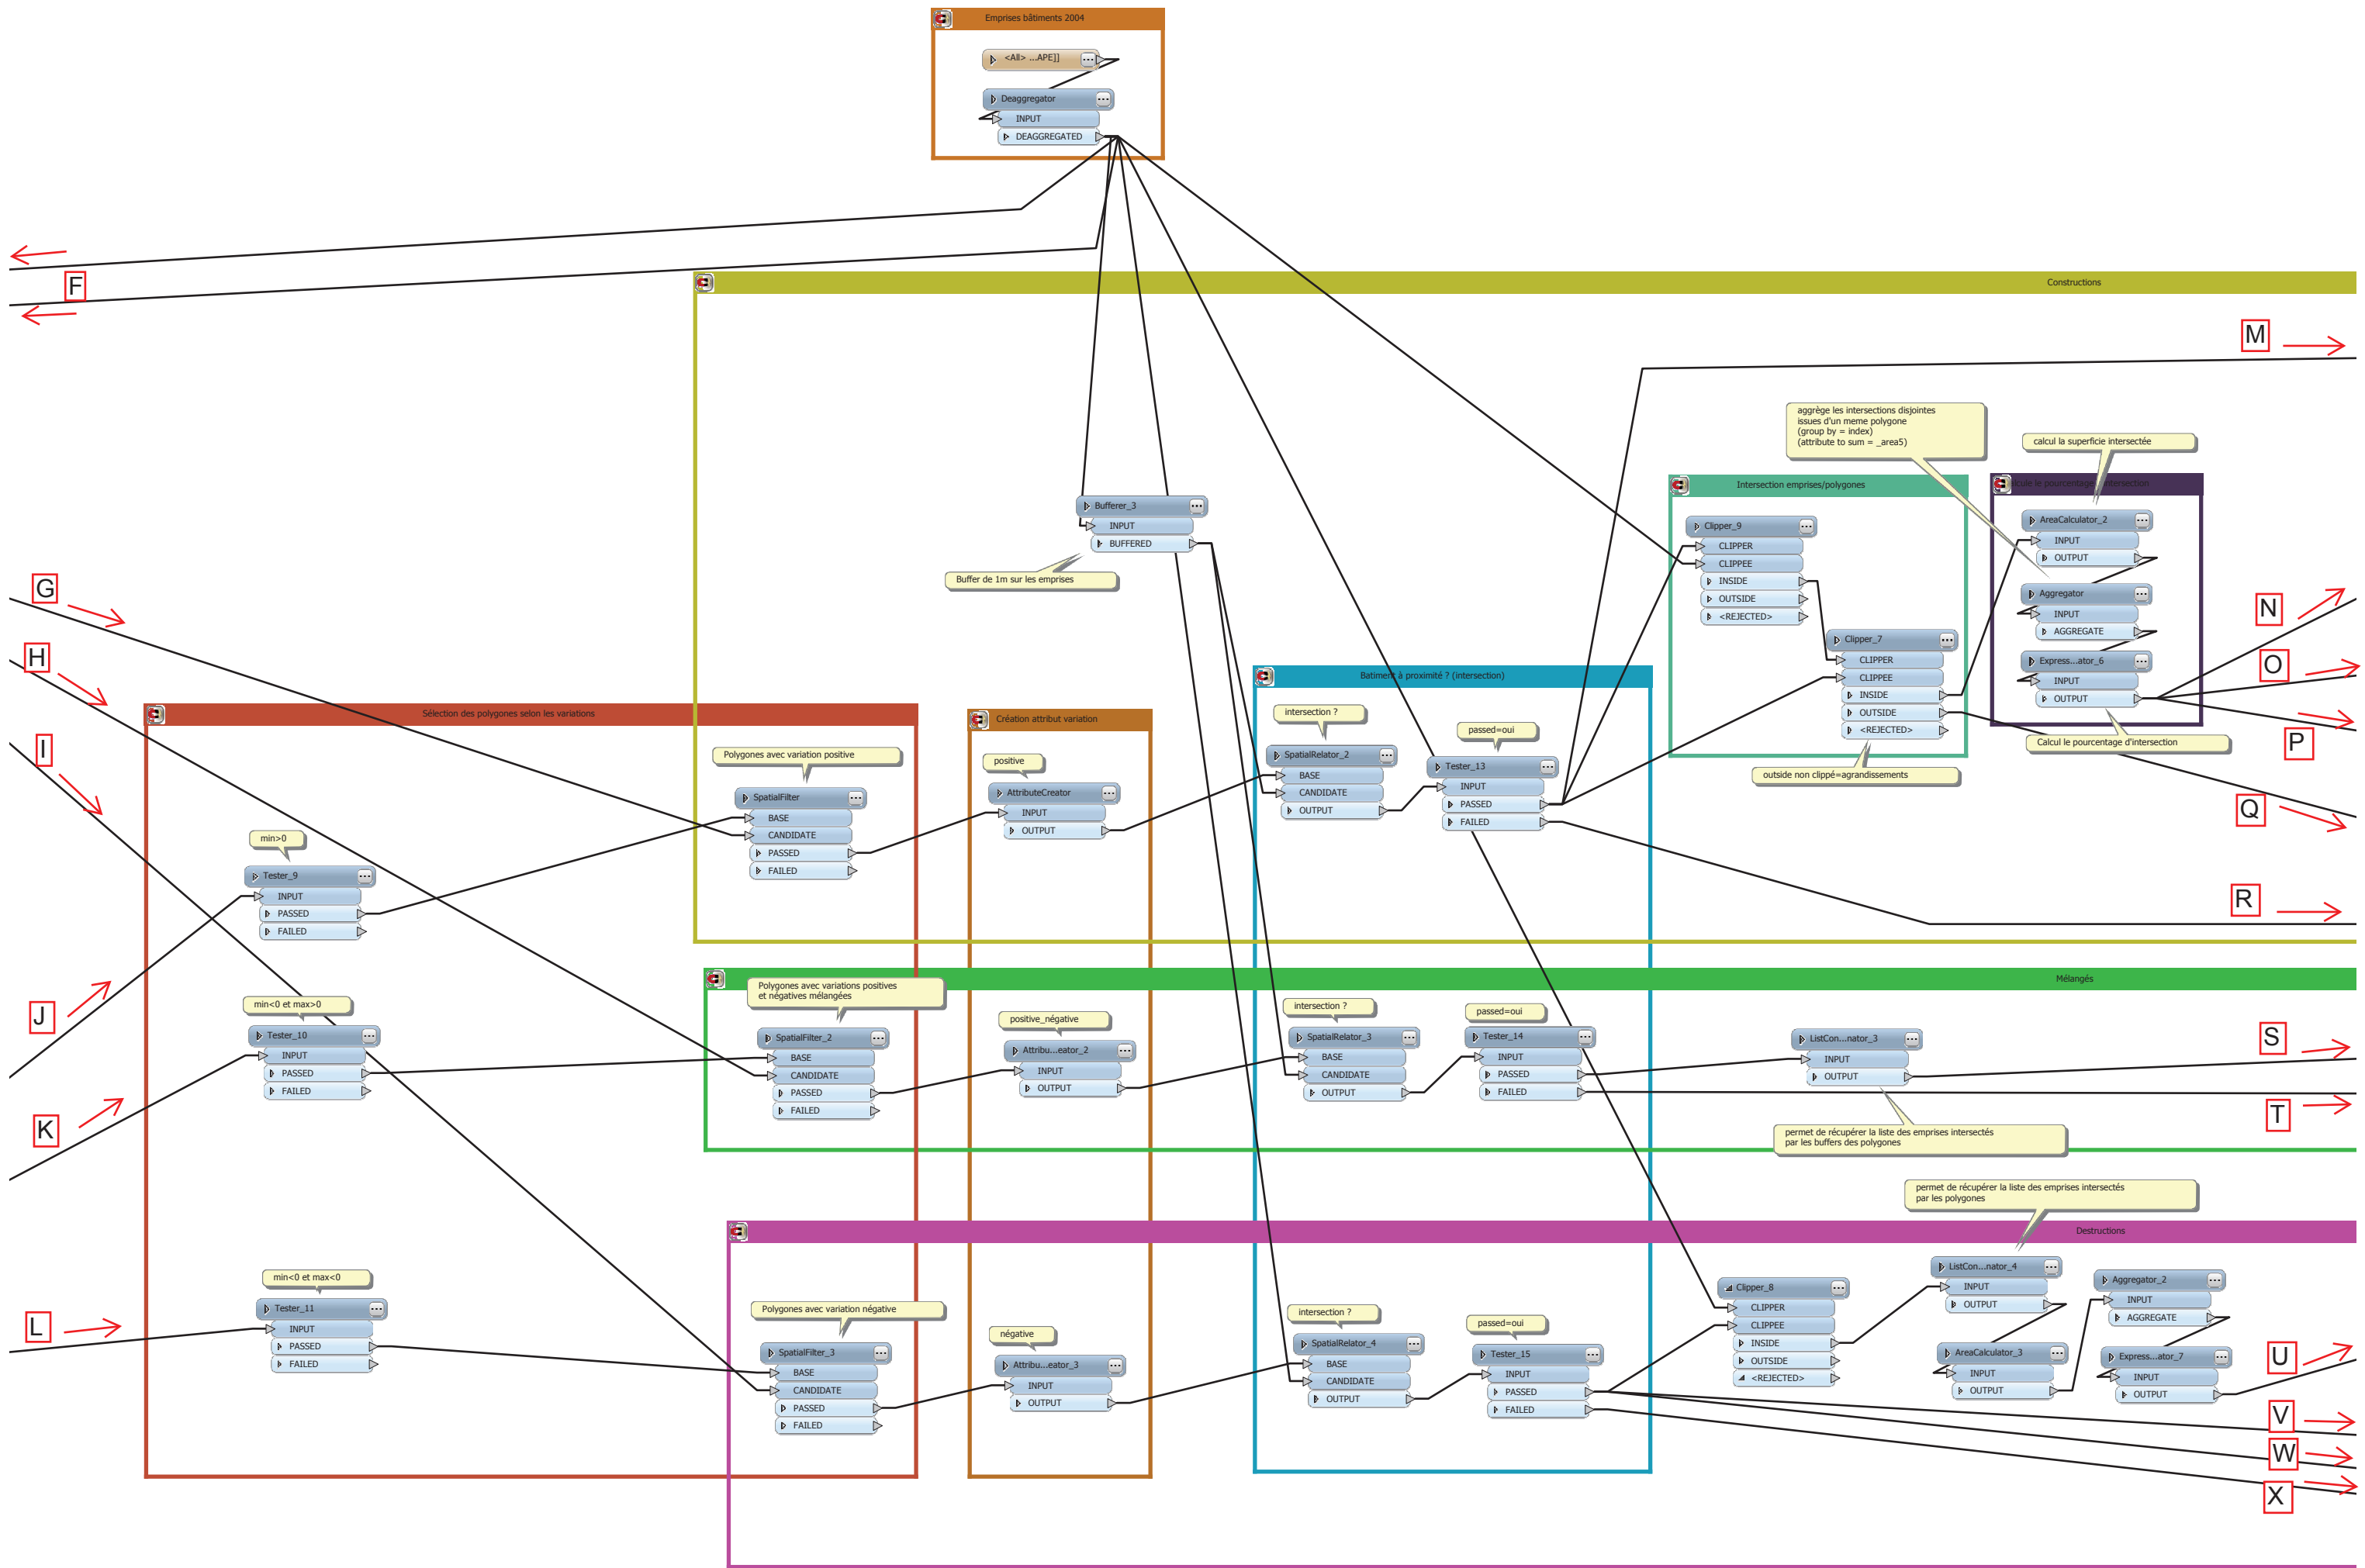 Emprises bâtiments 2004
<All> ...APE]]
Deaggregator
INPUT
DEAGGREGATED
F
Constructions
M
aggrège les intersections disjointes
issues d'un meme polygone
(group by = index)
(attribute to sum = _area5)
calcul la superficie intersectée
Intersection emprises/polygones
cule le pourcentage
ntersection
Bufferer_3
INPUT
BUFFERED
Buffer de 1m sur les emprises
Clipper_9
CLIPPER
CLIPPEE
INSIDE
OUTSIDE
<REJECTED>
AreaCalculator_2
INPUT
OUTPUT
Aggregator
INPUT
AGGREGATE
Express...ator_6
INPUT
OUTPUT
Calcul le pourcentage d'intersection
Clipper_7
CLIPPER
CLIPPEE
INSIDE
OUTSIDE
<REJECTED>
outside non clippé=agrandissements
G
H
I
N
O
P
Q
R
Sélection des polygones selon les variations
Création attribut variation
Batiment à proximité ? (intersection)
Polygones avec variation positive
SpatialFilter
BASE
CANDIDATE
PASSED
FAILED
positive
AttributeCreator
INPUT
OUTPUT
intersection ?
SpatialRelator_2
BASE
CANDIDATE
OUTPUT
passed=oui
Tester_13
INPUT
PASSED
FAILED
min>0
Tester_9
INPUT
PASSED
FAILED
J
K
Mélangés
min<0 et max>0
Tester_10
INPUT
PASSED
FAILED
Polygones avec variations positives
et négatives mélangées
SpatialFilter_2
BASE
CANDIDATE
PASSED
FAILED
positive_négative
Attribu...eator_2
INPUT
OUTPUT
intersection ?
SpatialRelator_3
BASE
CANDIDATE
OUTPUT
passed=oui
Tester_14
INPUT
PASSED
FAILED
ListCon...nator_3
INPUT
OUTPUT
permet de récupérer la liste des emprises intersectés
par les buffers des polygones
S
T
permet de récupérer la liste des emprises intersectés
par les polygones
Destructions
L
min<0 et max<0
Tester_11
INPUT
PASSED
FAILED
Polygones avec variation négative
SpatialFilter_3
BASE
CANDIDATE
PASSED
FAILED
négative
Attribu...eator_3
INPUT
OUTPUT
intersection ?
SpatialRelator_4
BASE
CANDIDATE
OUTPUT
passed=oui
Tester_15
INPUT
PASSED
FAILED
Clipper_8
CLIPPER
CLIPPEE
INSIDE
OUTSIDE
<REJECTED>
ListCon...nator_4
INPUT
OUTPUT
AreaCalculator_3
INPUT
OUTPUT
Aggregator_2
INPUT
AGGREGATE
Express...ator_7
INPUT
OUTPUT
U
V
W
X